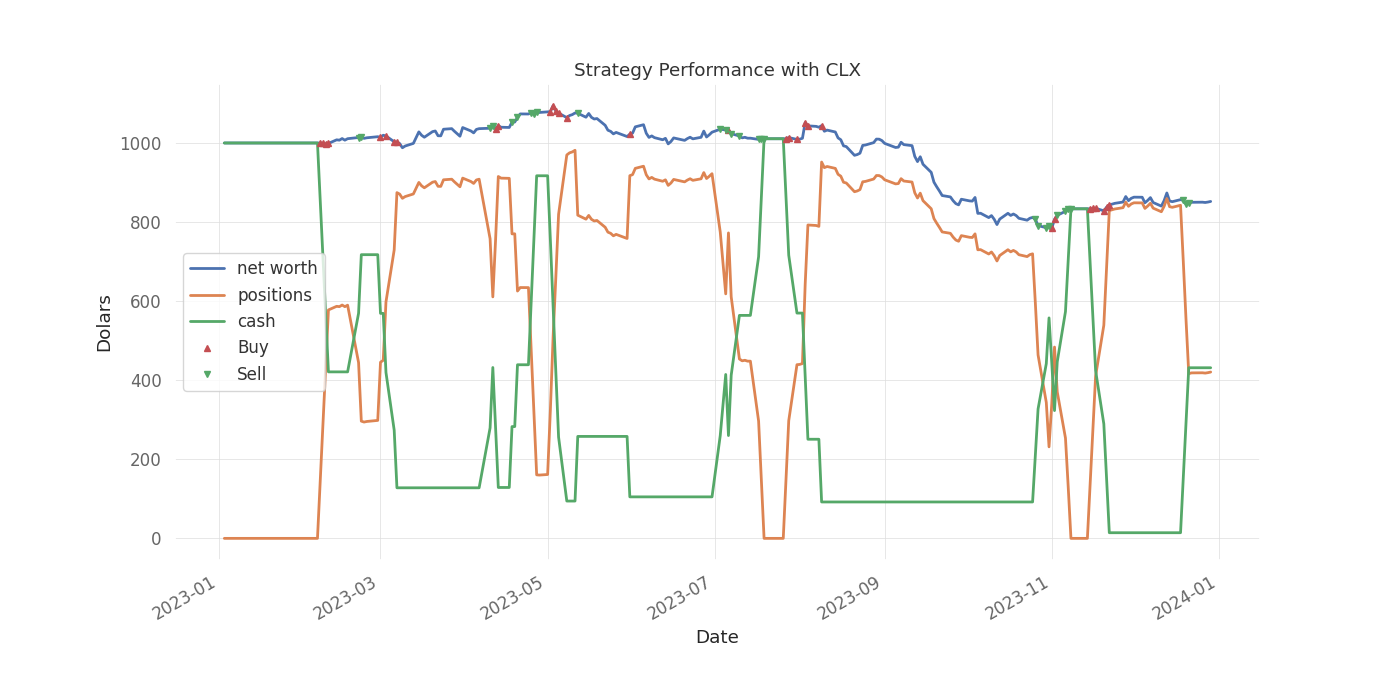 Strategy Performance with CLX
Dolars
1000
800
600
400
200
0
net worth
positions
cash
Buy
Sell
2023-01
2023-03
2023-05
2023-07
2023-09
2023-11
2024-01
Date